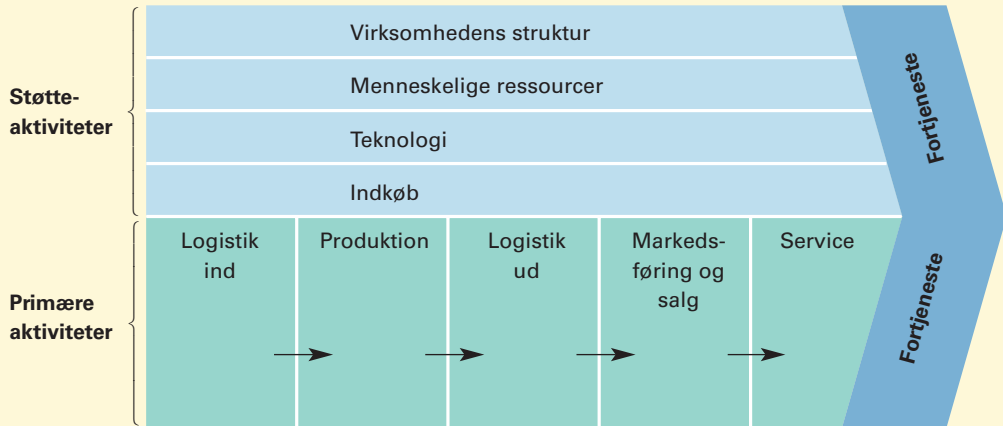 Støtte-
aktiviteter
Virksomhedens struktur
Menneskelige ressourcer
Teknologi
Indkøb
Fortjeneste
Primære
aktiviteter
Logistik
ind
Produktion
Logistik
ud
Markeds-
føring og
salg
Service
Fortjeneste